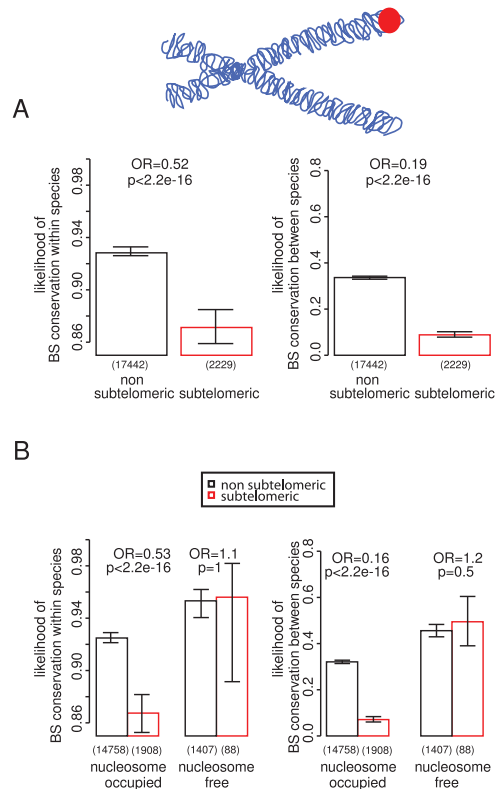 A
OR=0.52
p<2.2e-16
likelihood of
BS conservation within species
0.86 0.90 0.94 0.98
(17442) (2229)
non
subtelomeric subtelomeric
OR=0.19
p<2.2e-16
likelihood of
BS conservation between species
0.0 0.2 0.4 0.6 0.8
(17442) (2229)
non
subtelomeric subtelomeric
B
non subtelomeric
subtelomeric
OR=0.53 OR=1.1
p<2.2e-16 p=1
likelihood of
BS conservation within species
0.86 0.90 0.94 0.98
(14758) (1908) (1407) (88)
nucleosome nucleosome
occupied free
OR=0.16 OR=1.2
p<2.2e-16 p=0.5
likelihood of
BS conservation between species
0.0 0.2 0.4 0.6 0.8
(14758) (1908) (1407) (88)
nucleosome nucleosome
occupied free